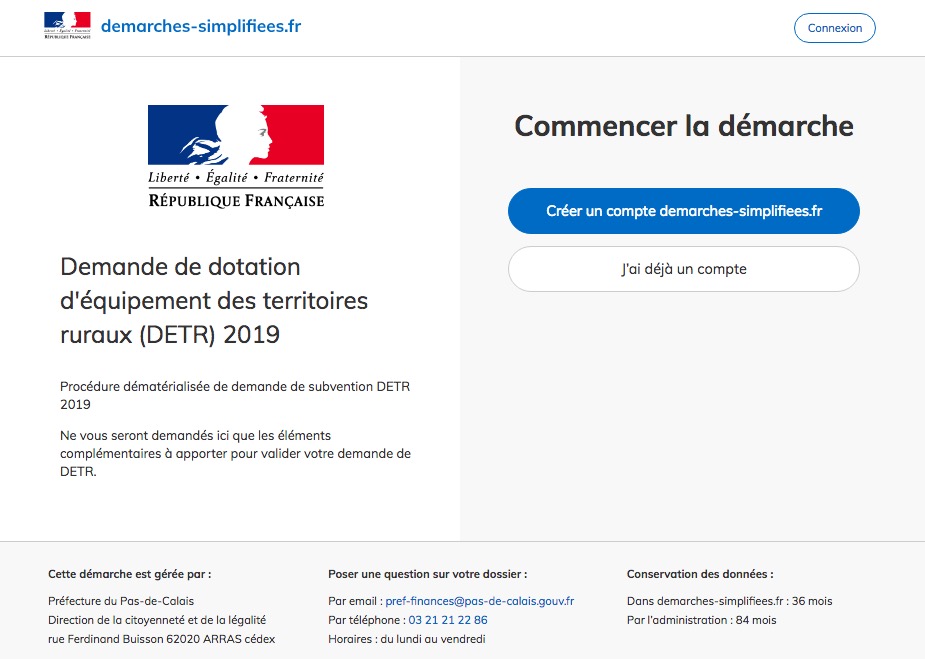 demarches-simplifiees.fr
Connexion
Liberté • Égalité • Fraternité
RÉPUBLIQUE FRANÇAISE
Demande de dotation
d'équipement des territoires
ruraux (DETR) 2019
Procédure dématérialisée de demande de subvention DETR
2019
Ne vous seront demandés ici que les éléments
complémentaires à apporter pour valider votre demande de
DETR.
Commencer la démarche
Créer un compte demarches-simplifiees.fr
J'ai déjà un compte
Cette démarche est gérée par :
Préfecture du Pas-de-Calais
Direction de la citoyenneté et de la légalité
rue Ferdinand Buisson 62020 ARRAS cédex
Poser une question sur votre dossier :
Par email : pref-finances@pas-de-calais.gouv.fr
Par téléphone : 03 21 21 22 86
Horaires : du lundi au vendredi
Conservation des données :
Dans demarches-simplifiees.fr : 36 mois
Par l'administration : 84 mois